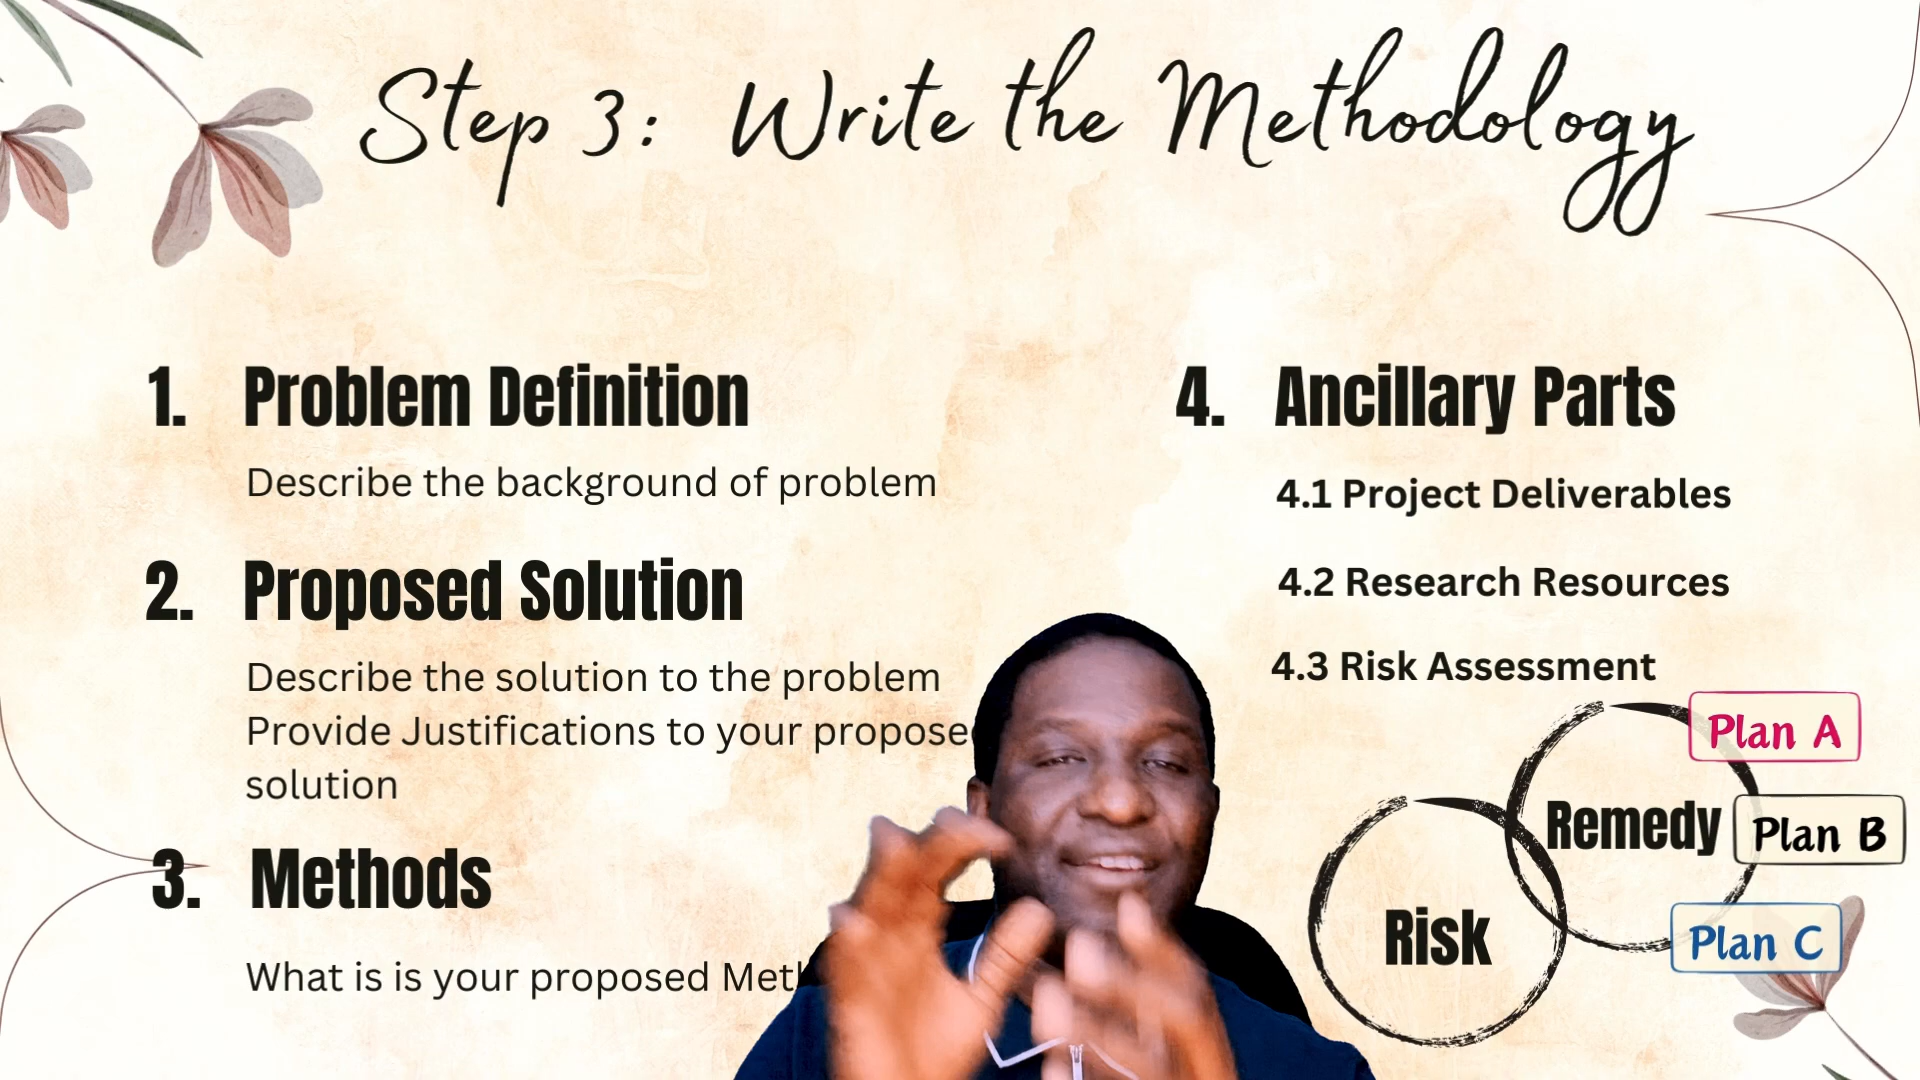 Step 3: Write the Methodology
1. Problem Definition
Describe the background of problem
2. Proposed Solution
Describe the solution to the problem
Provide Justifications to your
solution
3. Methods
What is is your proposed
4. Ancillary Parts
4.1 Project Deliverables
4.2 Research Resources
4.3 Risk Assessment
Plan A
Remedy
Plan B
Risk
Plan C